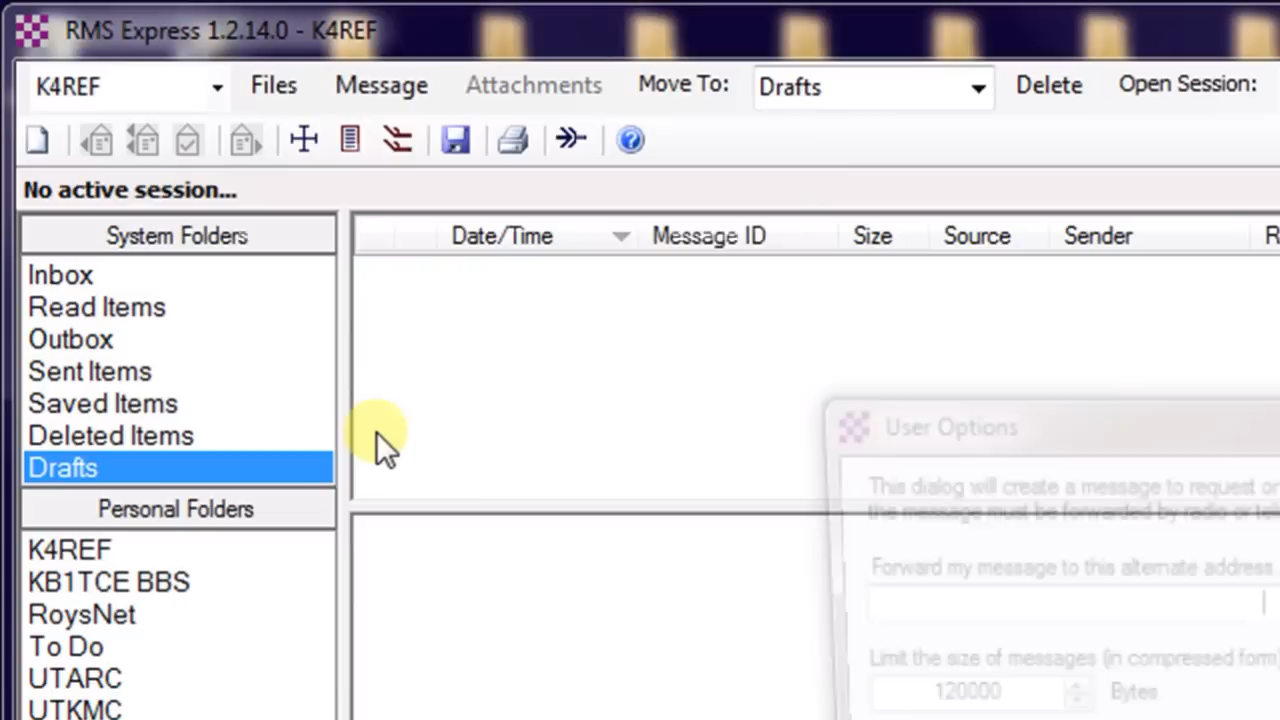 RMS Express 1.2.14.0 - K4REF
K4REF Files Message Attachments Move To: Drafts Delete Open Session:
No active session...
System Folders
Date/Time Message ID Size Source Sender R
Inbox
Read Items
Outbox
Sent Items
Saved Items
Deleted Items
Drafts
Personal Folders
K4REF
KB1TCE BBS
RoysNet
To Do
UTARC
UTKMC
User Options
This dialog will create a message to request or
the message must be forwarded by radio or tel
Forward my message to this alternate address.
Limit the size of messages (in compressed form)
120000 Bytes